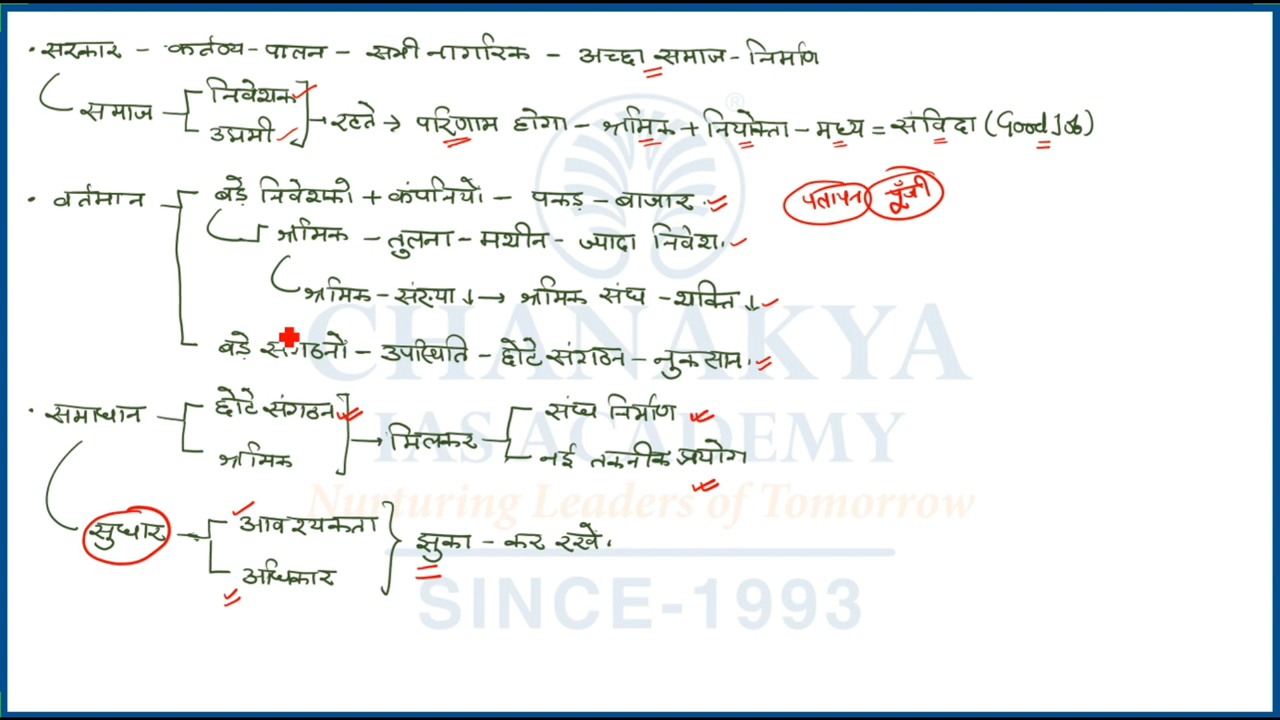 • सरकार - कर्तव्य-पालन - सभी नागरिक - अच्छा समाज-निर्माण
समाज - निवेशक
उद्यमी → रहते → परिणाम होगा - श्रमिक + नियोक्ता - मध्य = संविदा (Good Job)
• वर्तमान - बड़े निवेशको + कंपनियो - पकड़ - बाजार.
पूँजी
श्रमिक - तुलना - मशीन - ज्यादा निवेश.
श्रमिक - संख्या ↓ → श्रमिक संघ - शक्ति ↓
बड़े संगठनों - उपस्थिति - छोटे संगठन - नुकसान.
• समाधान - छोटे संगठन
श्रमिक → मिलकर - संघ निर्माण
नई तकनीक प्रयोग
सुधार - आवश्यकता
अधिकार } झुका - कर रखे.
®
CHANAKYA
IAS ACADEMY
Nurturing Leaders of Tomorrow
SINCE-1993